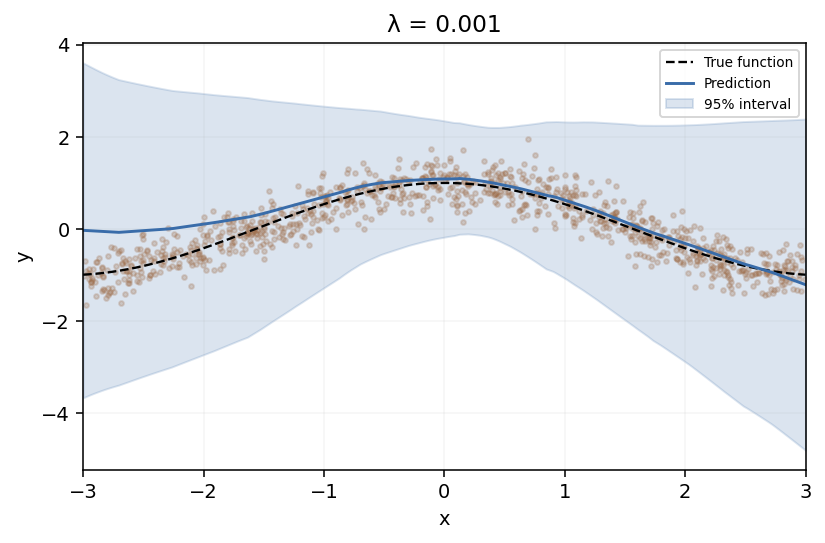 λ = 0.001
4
2
0
−2
−4
y
−3
−2
−1
0
1
2
3
x
True function
Prediction
95% interval